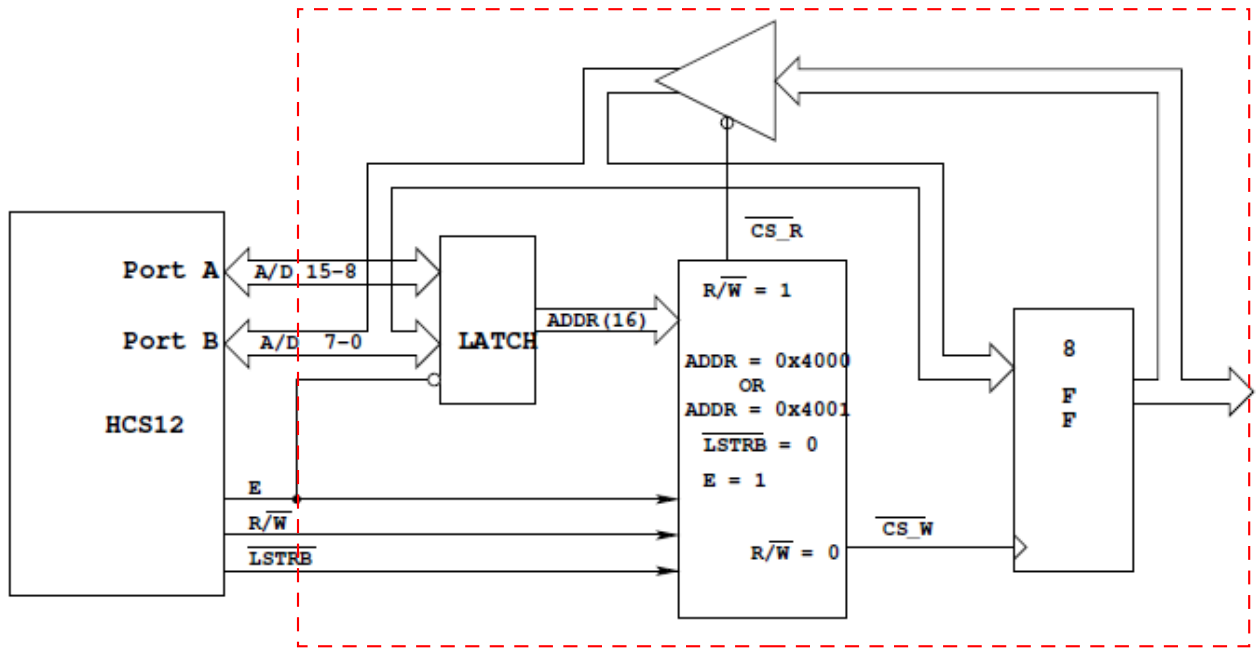 CS_R
Port A
A/D 15-8
R/W = 1
ADDR(16)
Port B
A/D 7-0
LATCH
8
F
F
ADDR = 0x4000
OR
ADDR = 0x4001
HCS12
LSTRB = 0
E = 1
E
R/W
CS_W
LSTRB
R/W = 0